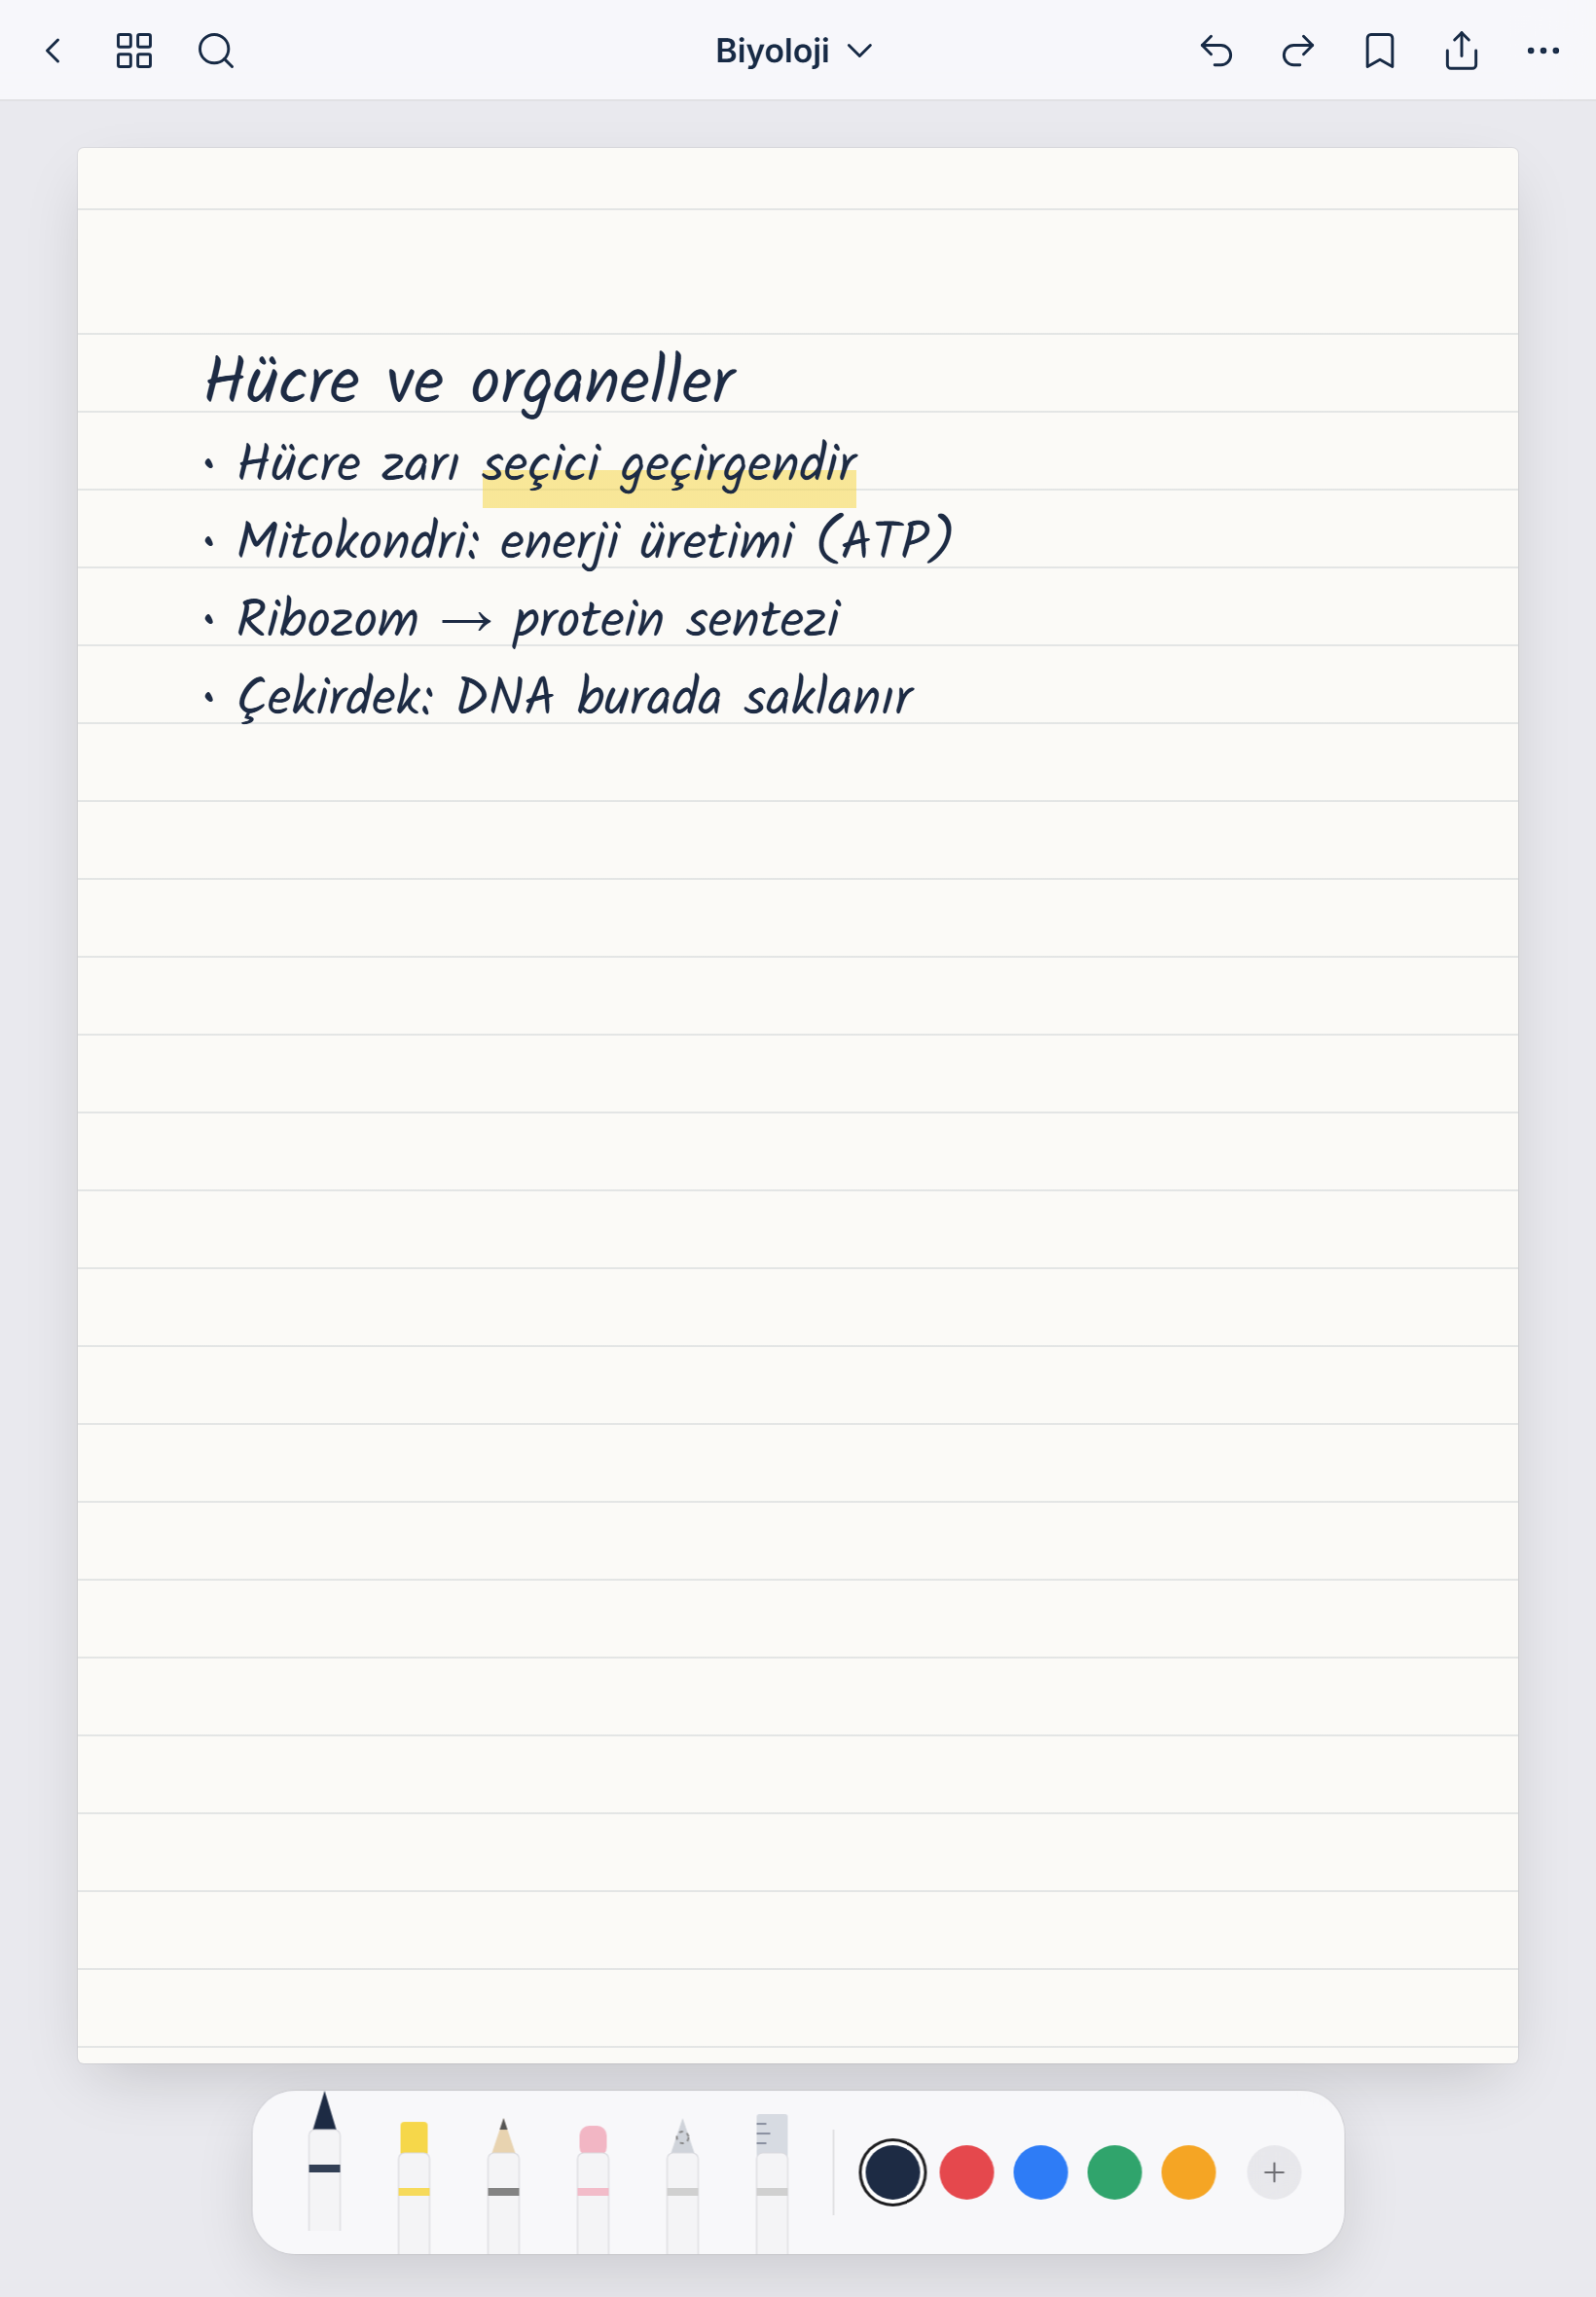 Biyoloji
Hücre ve organeller
· Hücre zarı seçici geçirgendir
· Mitokondri: enerji üretimi (ATP)
· Ribozom → protein sentezi
· Çekirdek: DNA burada saklanır